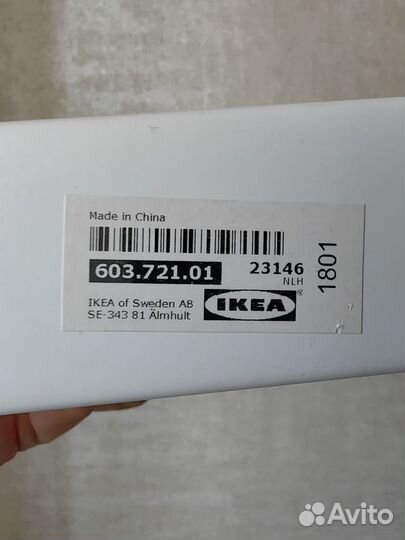 Made in China
603.721.01 23146
NLH
IKEA of Sweden AB
SE-343 81 Älmhult
IKEA®
1801
Avito